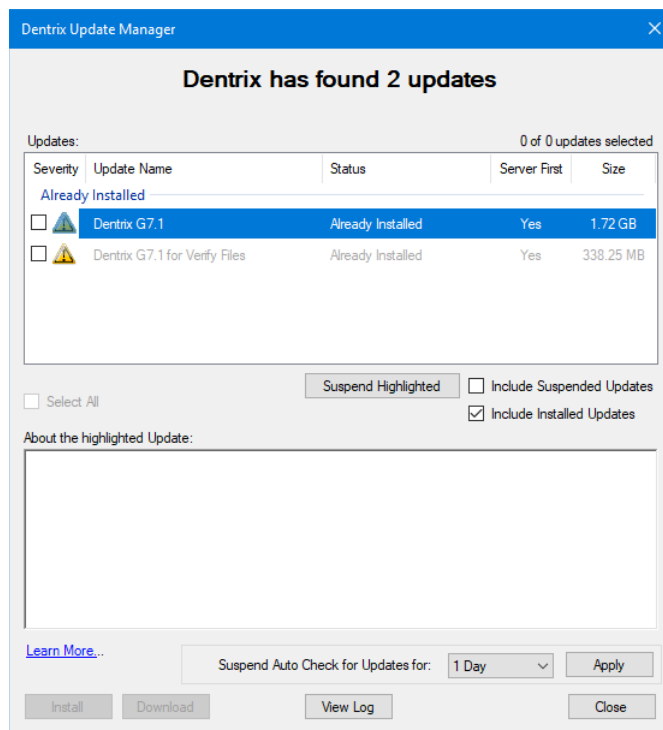 Dentrix Update Manager
Dentrix has found 2 updates
Updates: 0 of 0 updates selected
Severity Update Name Status Server First Size
Already Installed
Dentrix G7.1 Already Installed Yes 1.72 GB
Dentrix G7.1 for Verify Files Already Installed Yes 338.25 MB
Suspend Highlighted Include Suspended Updates
Select All
Include Installed Updates
About the highlighted Update:
Learn More...
Suspend Auto Check for Updates for: 1 Day Apply
Install Download View Log Close